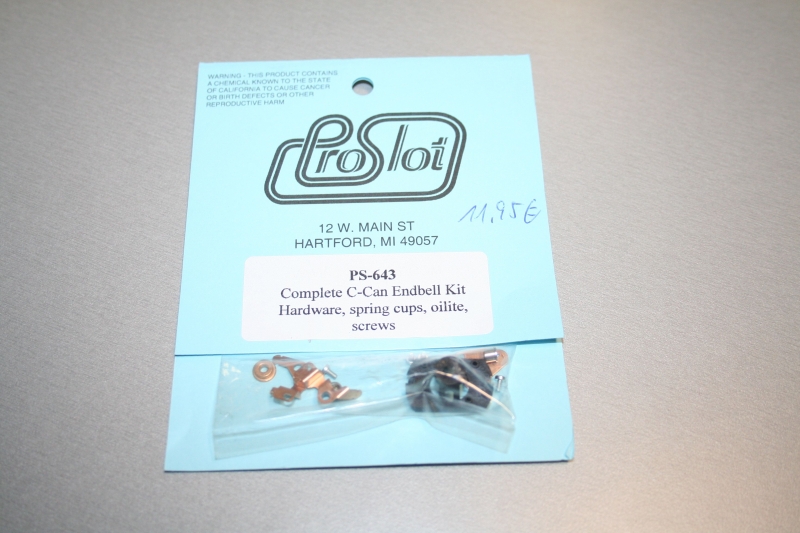 WARNING - THIS PRODUCT CONTAINS
A CHEMICAL KNOWN TO THE STATE
OF CALIFORNIA TO CAUSE CANCER
OR BIRTH DEFECTS OR OTHER
REPRODUCTIVE HARM
ProSlot
11,95€
12 W. MAIN ST
HARTFORD, MI 49057
PS-643
Complete C-Can Endbell Kit
Hardware, spring cups, oilite,
screws